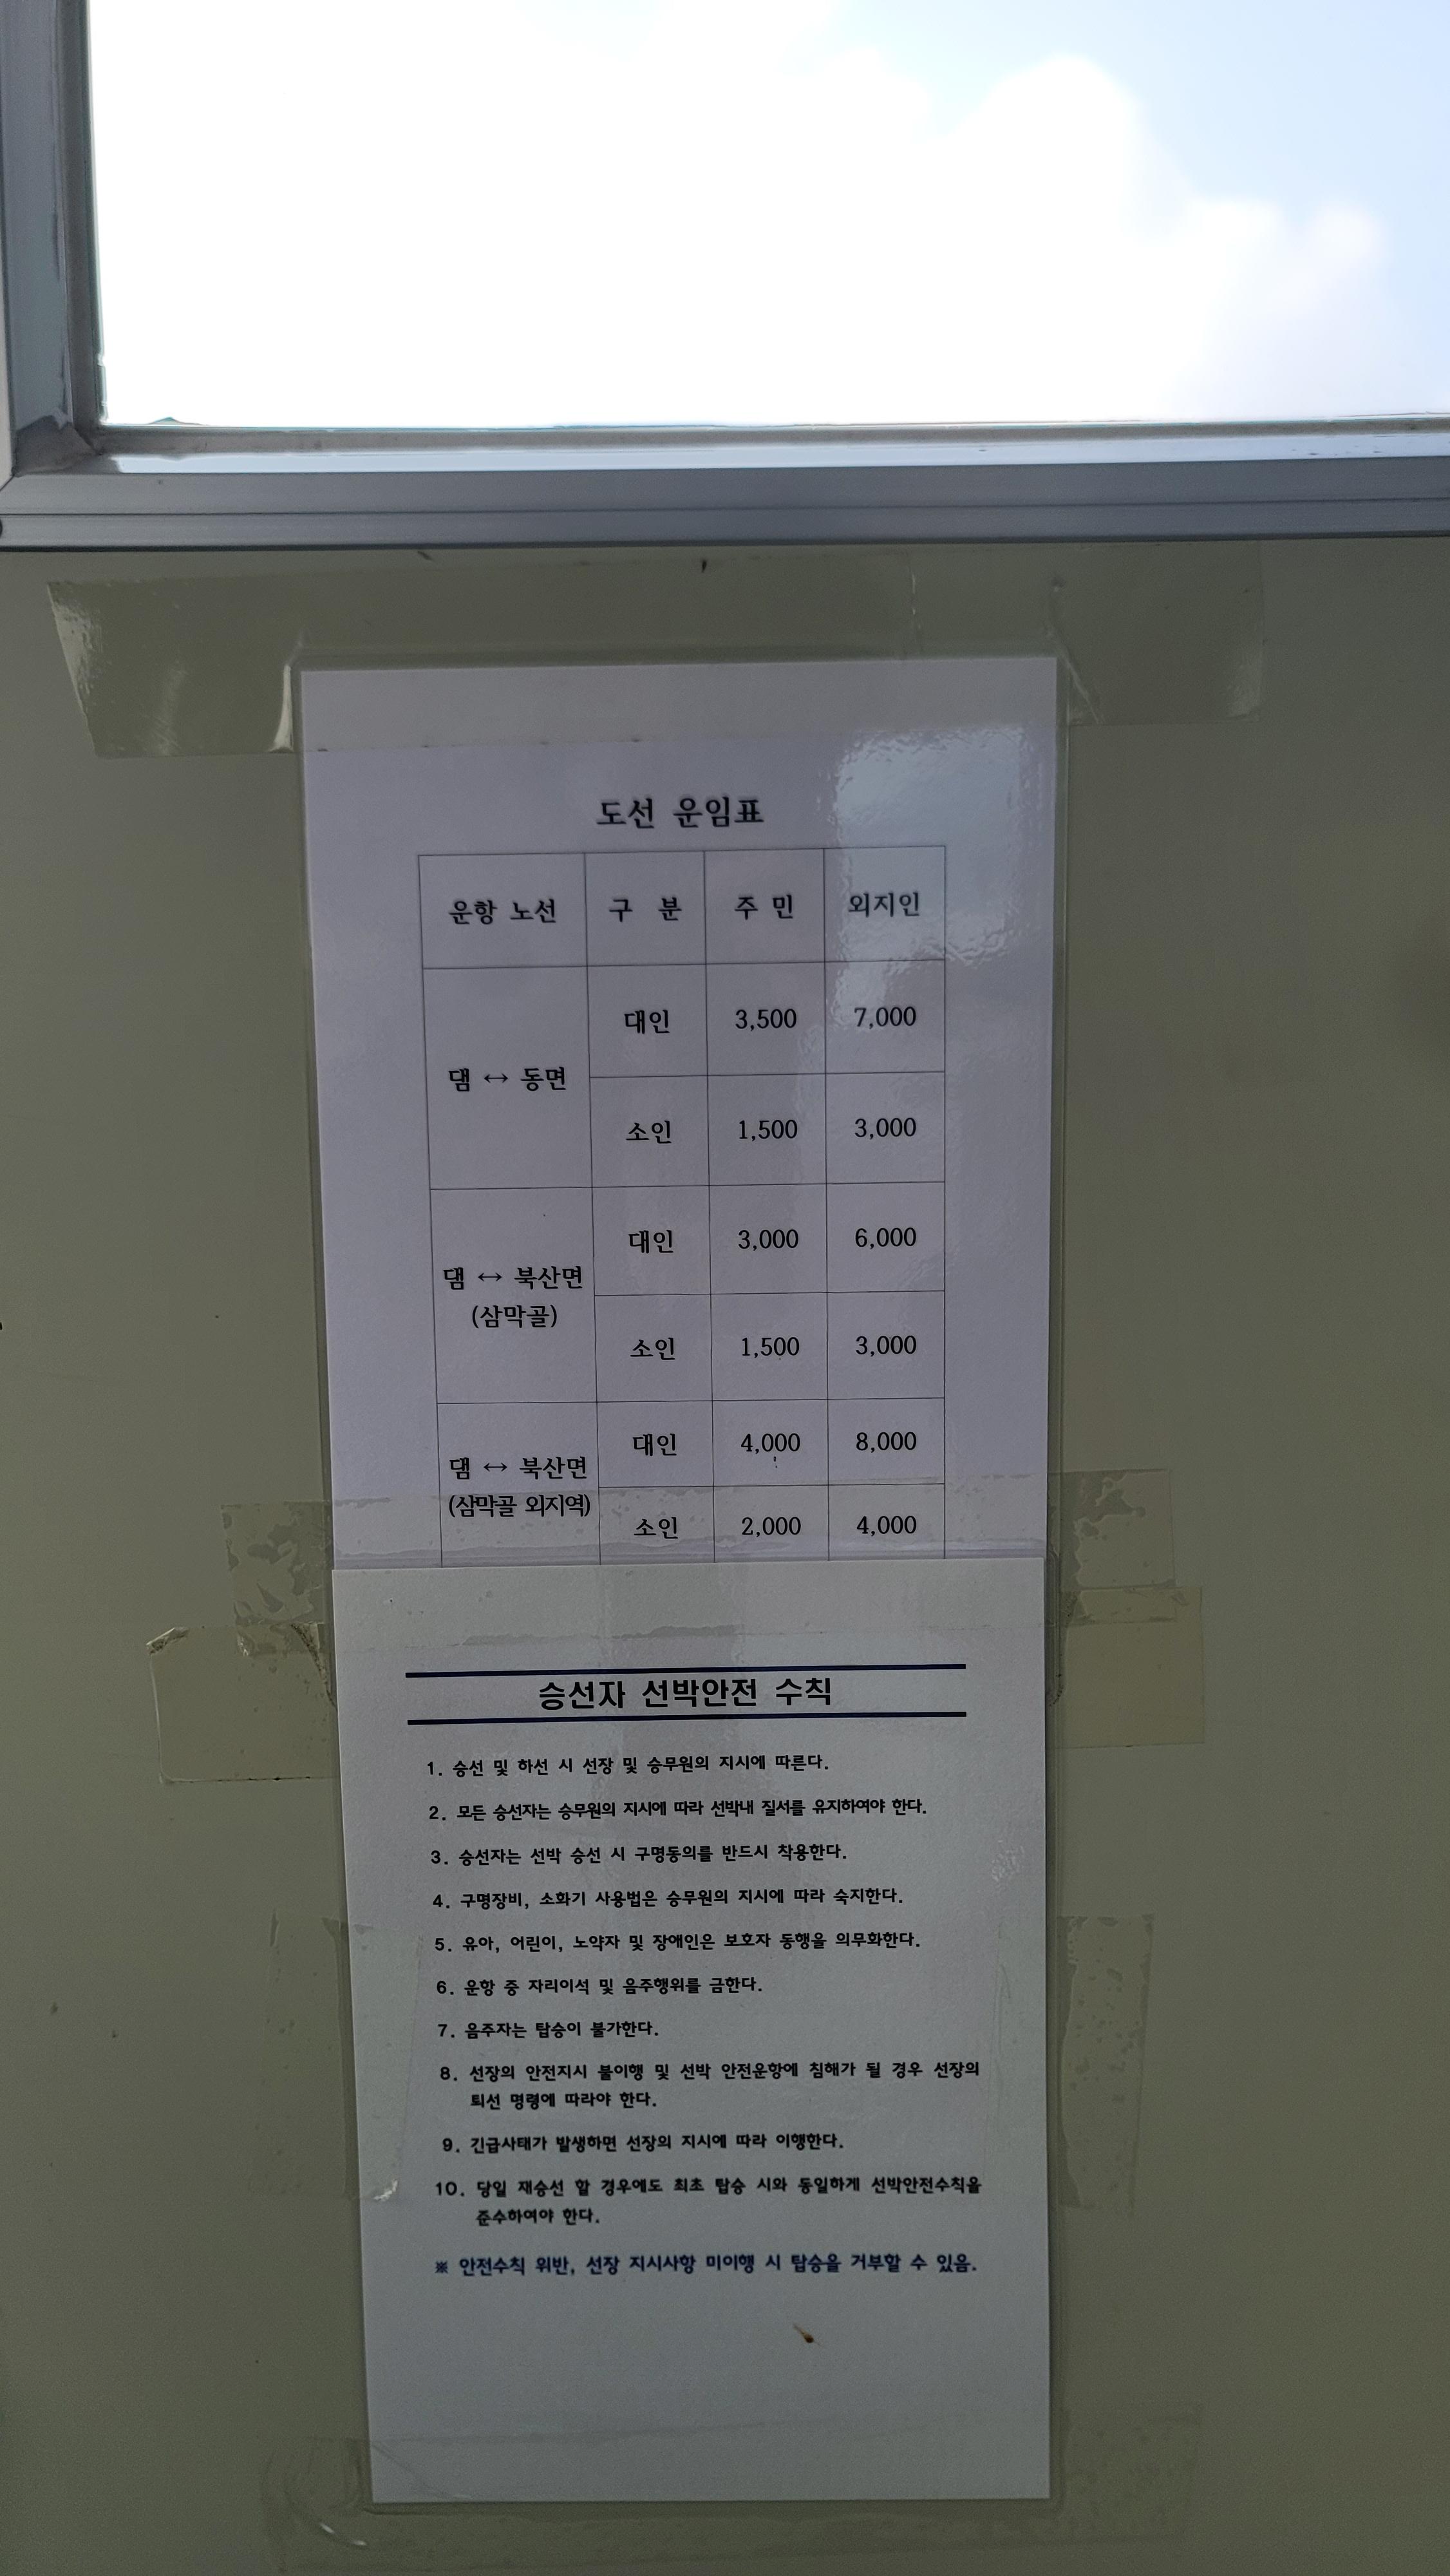 도선 운임표
운항 노선 구 분 주 민 외지인
댐 ↔ 동면 대인 3,500 7,000
소인 1,500 3,000
댐 ↔ 북산면 대인 3,000 6,000
(삼막골)
소인 1,500 3,000
댐 ↔ 북산면 대인 4,000 8,000
(삼막골 외지역)
소인 2,000 4,000
승선자 선박안전 수칙
1. 승선 및 하선 시 선장 및 승무원의 지시에 따른다.
2. 모든 승선자는 승무원의 지시에 따라 선박내 질서를 유지하여야 한다.
3. 승선자는 선박 승선 시 구명동의를 반드시 착용한다.
4. 구명장비, 소화기 사용법은 승무원의 지시에 따라 숙지한다.
5. 유아, 어린이, 노약자 및 장애인은 보호자 동행을 의무화한다.
6. 운항 중 자리이석 및 음주행위를 금한다.
7. 음주자는 탑승이 불가한다.
8. 선장의 안전지시 불이행 및 선박 안전운항에 침해가 될 경우 선장의
퇴선 명령에 따라야 한다.
9. 긴급사태가 발생하면 선장의 지시에 따라 이행한다.
10. 당일 재승선 할 경우에도 최초 탑승 시와 동일하게 선박안전수칙을
준수하여야 한다.
※ 안전수칙 위반, 선장 지시사항 미이행 시 탑승을 거부할 수 있음.